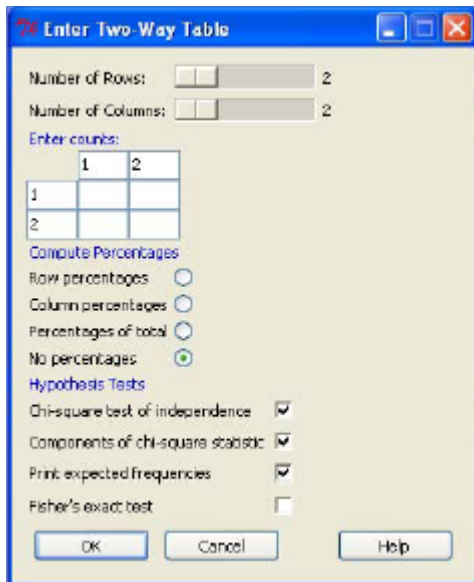 Enter Two-Way Table
Number of Rows: 2
Number of Columns: 2
Enter counts:
1 2
1
2
Compute Percentages
Row percentages
Column percentages
Percentages of total
No percentages
Hypothesis Tests
Chi-square test of independence
Components of chi-square statistic
Print expected frequencies
Fisher's exact test
OK Cancel Help